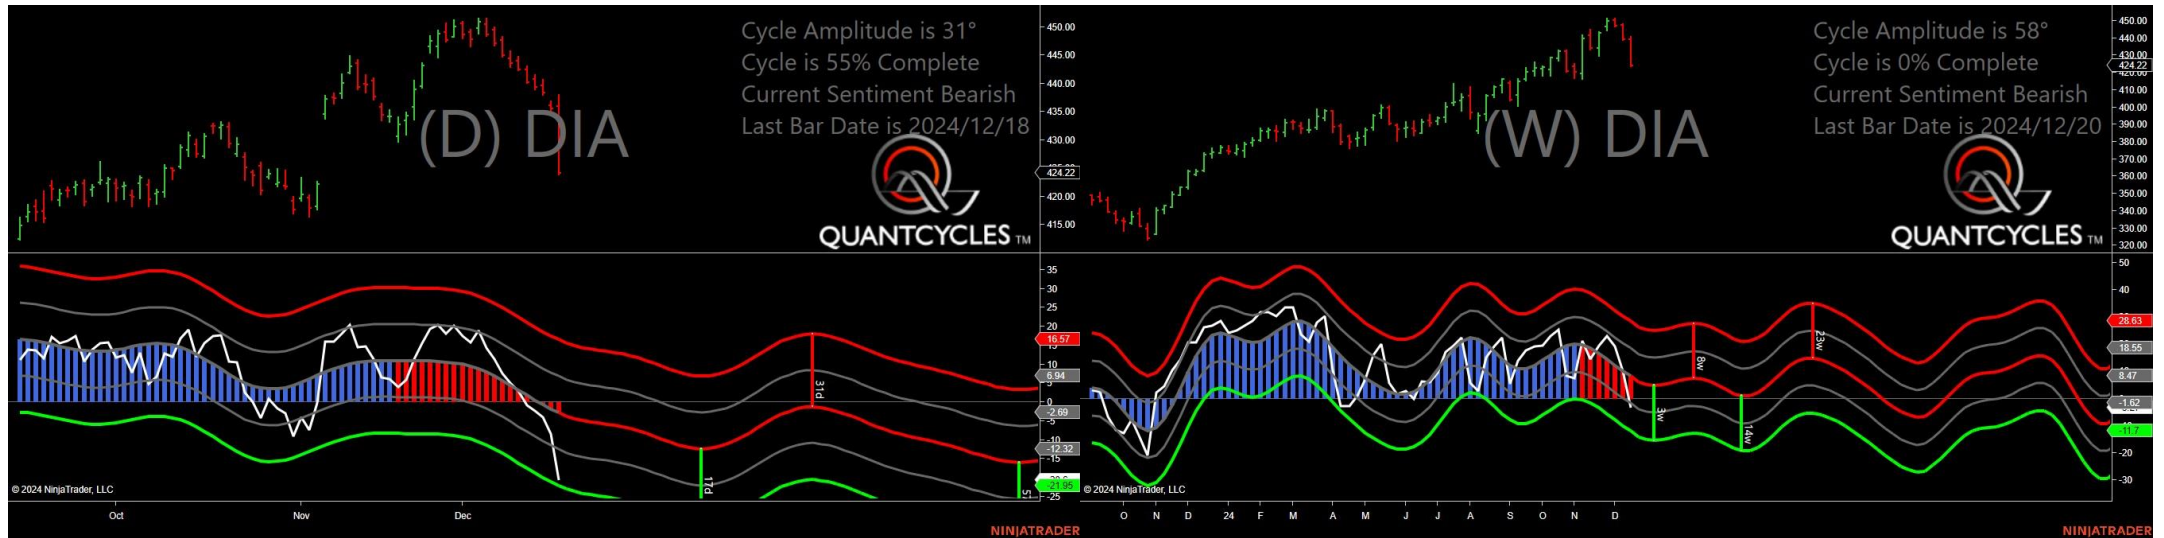 Cycle Amplitude is 31°
Cycle is 55% Complete
Current Sentiment Bearish
Last Bar Date is 2024/12/18
(D) DIA
QUANTCYCLES TM
450.00
445.00
440.00
435.00
430.00
424.22
420.00
415.00
35
30
25
20
16.57
10
6.94
0
-2.69
-5
-10
-12.32
-15
-21.95
-25
31d
17d
© 2024 NinjaTrader, LLC
Oct
Nov
Dec
NINJATRADER
Cycle Amplitude is 58°
Cycle is 0% Complete
Current Sentiment Bearish
Last Bar Date is 2024/12/20
(W) DIA
QUANTCYCLES TM
450.00
440.00
430.00
424.22
420.00
410.00
400.00
390.00
380.00
370.00
360.00
350.00
340.00
330.00
320.00
50
40
28.63
18.55
8.47
-1.62
-11.7
-20
-30
8w
23w
3w
14w
© 2024 NinjaTrader, LLC
O N D 24 F M A M J J A S O N D
NINJATRADER